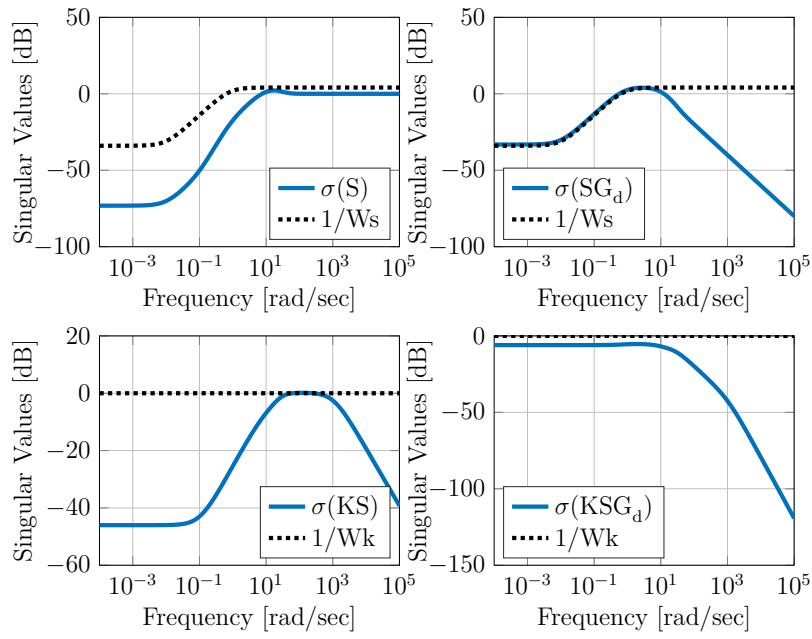 50
0
−50
−100
Singular Values [dB]
σ(S)
1/Ws
10^-3
10^-1
10^1
10^3
10^5
Frequency [rad/sec]
50
0
−50
−100
Singular Values [dB]
σ(SG_d)
1/Ws
10^-3
10^-1
10^1
10^3
10^5
Frequency [rad/sec]
20
0
−20
−40
−60
Singular Values [dB]
σ(KS)
1/Wk
10^-3
10^-1
10^1
10^3
10^5
Frequency [rad/sec]
0
−50
−100
−150
Singular Values [dB]
σ(KSG_d)
1/Wk
10^-3
10^-1
10^1
10^3
10^5
Frequency [rad/sec]